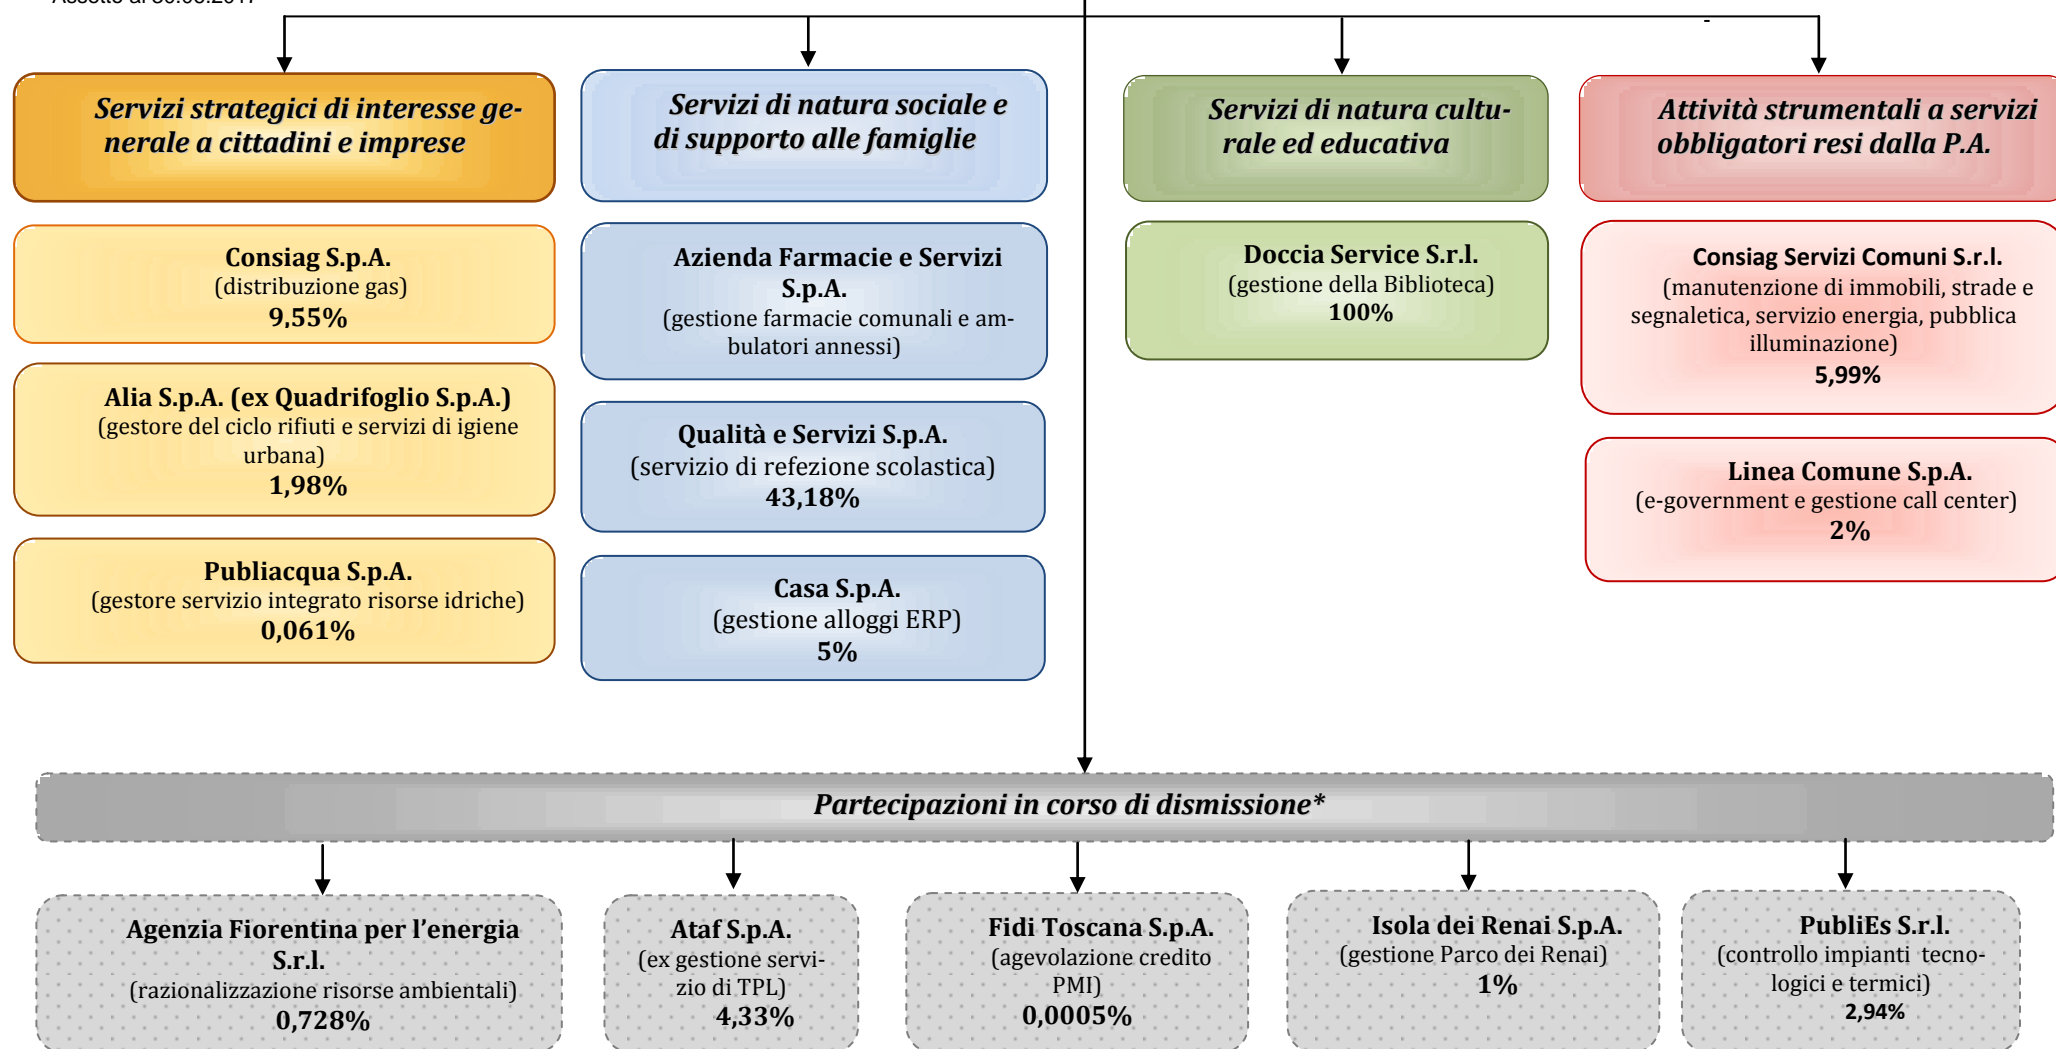 Servizi strategici di interesse ge-
nerale a cittadini e imprese
Consiag S.p.A.
(distribuzione gas)
9,55%
Alia S.p.A. (ex Quadrifoglio S.p.A.)
(gestore del ciclo rifiuti e servizi di igiene
urbana)
1,98%
Publiacqua S.p.A.
(gestore servizio integrato risorse idriche)
0,061%
Servizi di natura sociale e
di supporto alle famiglie
Azienda Farmacie e Servizi
S.p.A.
(gestione farmacie comunali e am-
bulatori annessi)
Qualità e Servizi S.p.A.
(servizio di refezione scolastica)
43,18%
Casa S.p.A.
(gestione alloggi ERP)
5%
Servizi di natura cultu-
rale ed educativa
Doccia Service S.r.l.
(gestione della Biblioteca)
100%
-
Attività strumentali a servizi
obbligatori resi dalla P.A.
Consiag Servizi Comuni S.r.l.
(manutenzione di immobili, strade e
segnaletica, servizio energia, pubblica
illuminazione)
5,99%
Linea Comune S.p.A.
(e-government e gestione call center)
2%
Partecipazioni in corso di dismissione*
Agenzia Fiorentina per l'energia
S.r.l.
(razionalizzazione risorse ambientali)
0,728%
Ataf S.p.A.
(ex gestione servi-
zio di TPL)
4,33%
Fidi Toscana S.p.A.
(agevolazione credito
PMI)
0,0005%
Isola dei Renai S.p.A.
(gestione Parco dei Renai)
1%
PubliEs S.r.l.
(controllo impianti tecno-
logici e termici)
2,94%